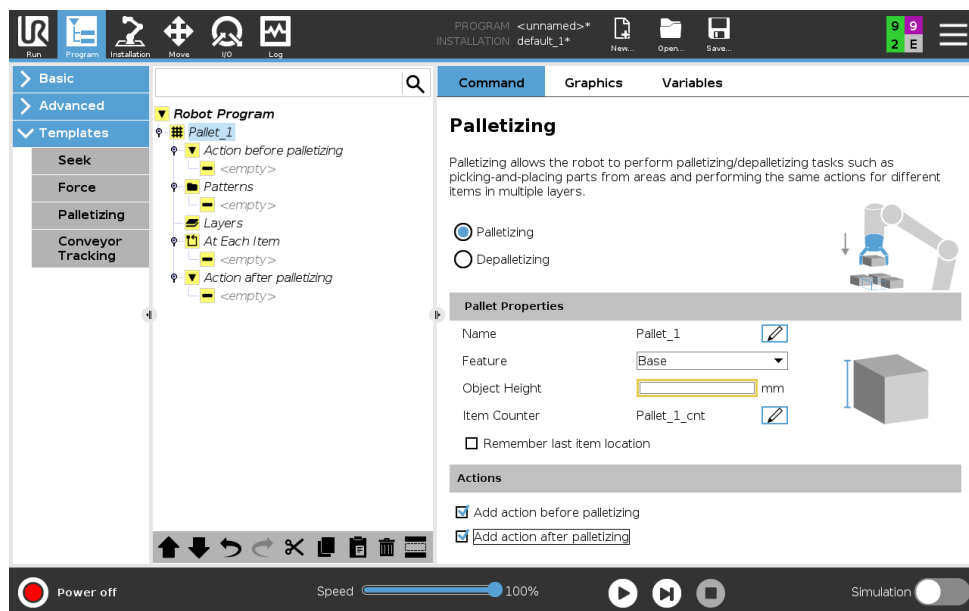 PROGRAM <unnamed>*
INSTALLATION default_1*
UR
Run
Program
Installation
Move
I/O
Log
New...
Open...
Save...
9 9
2 E
Basic
Advanced
Templates
Seek
Force
Palletizing
Conveyor
Tracking
Robot Program
Pallet_1
Action before palletizing
<empty>
Patterns
<empty>
Layers
At Each Item
<empty>
Action after palletizing
<empty>
Command Graphics Variables
Palletizing
Palletizing allows the robot to perform palletizing/depalletizing tasks such as
picking-and-placing parts from areas and performing the same actions for different
items in multiple layers.
Palletizing
Depalletizing
Pallet Properties
Name Pallet_1
Feature Base
Object Height mm
Item Counter Pallet_1_cnt
Remember last item location
Actions
Add action before palletizing
Add action after palletizing
Power off
Speed 100%
Simulation